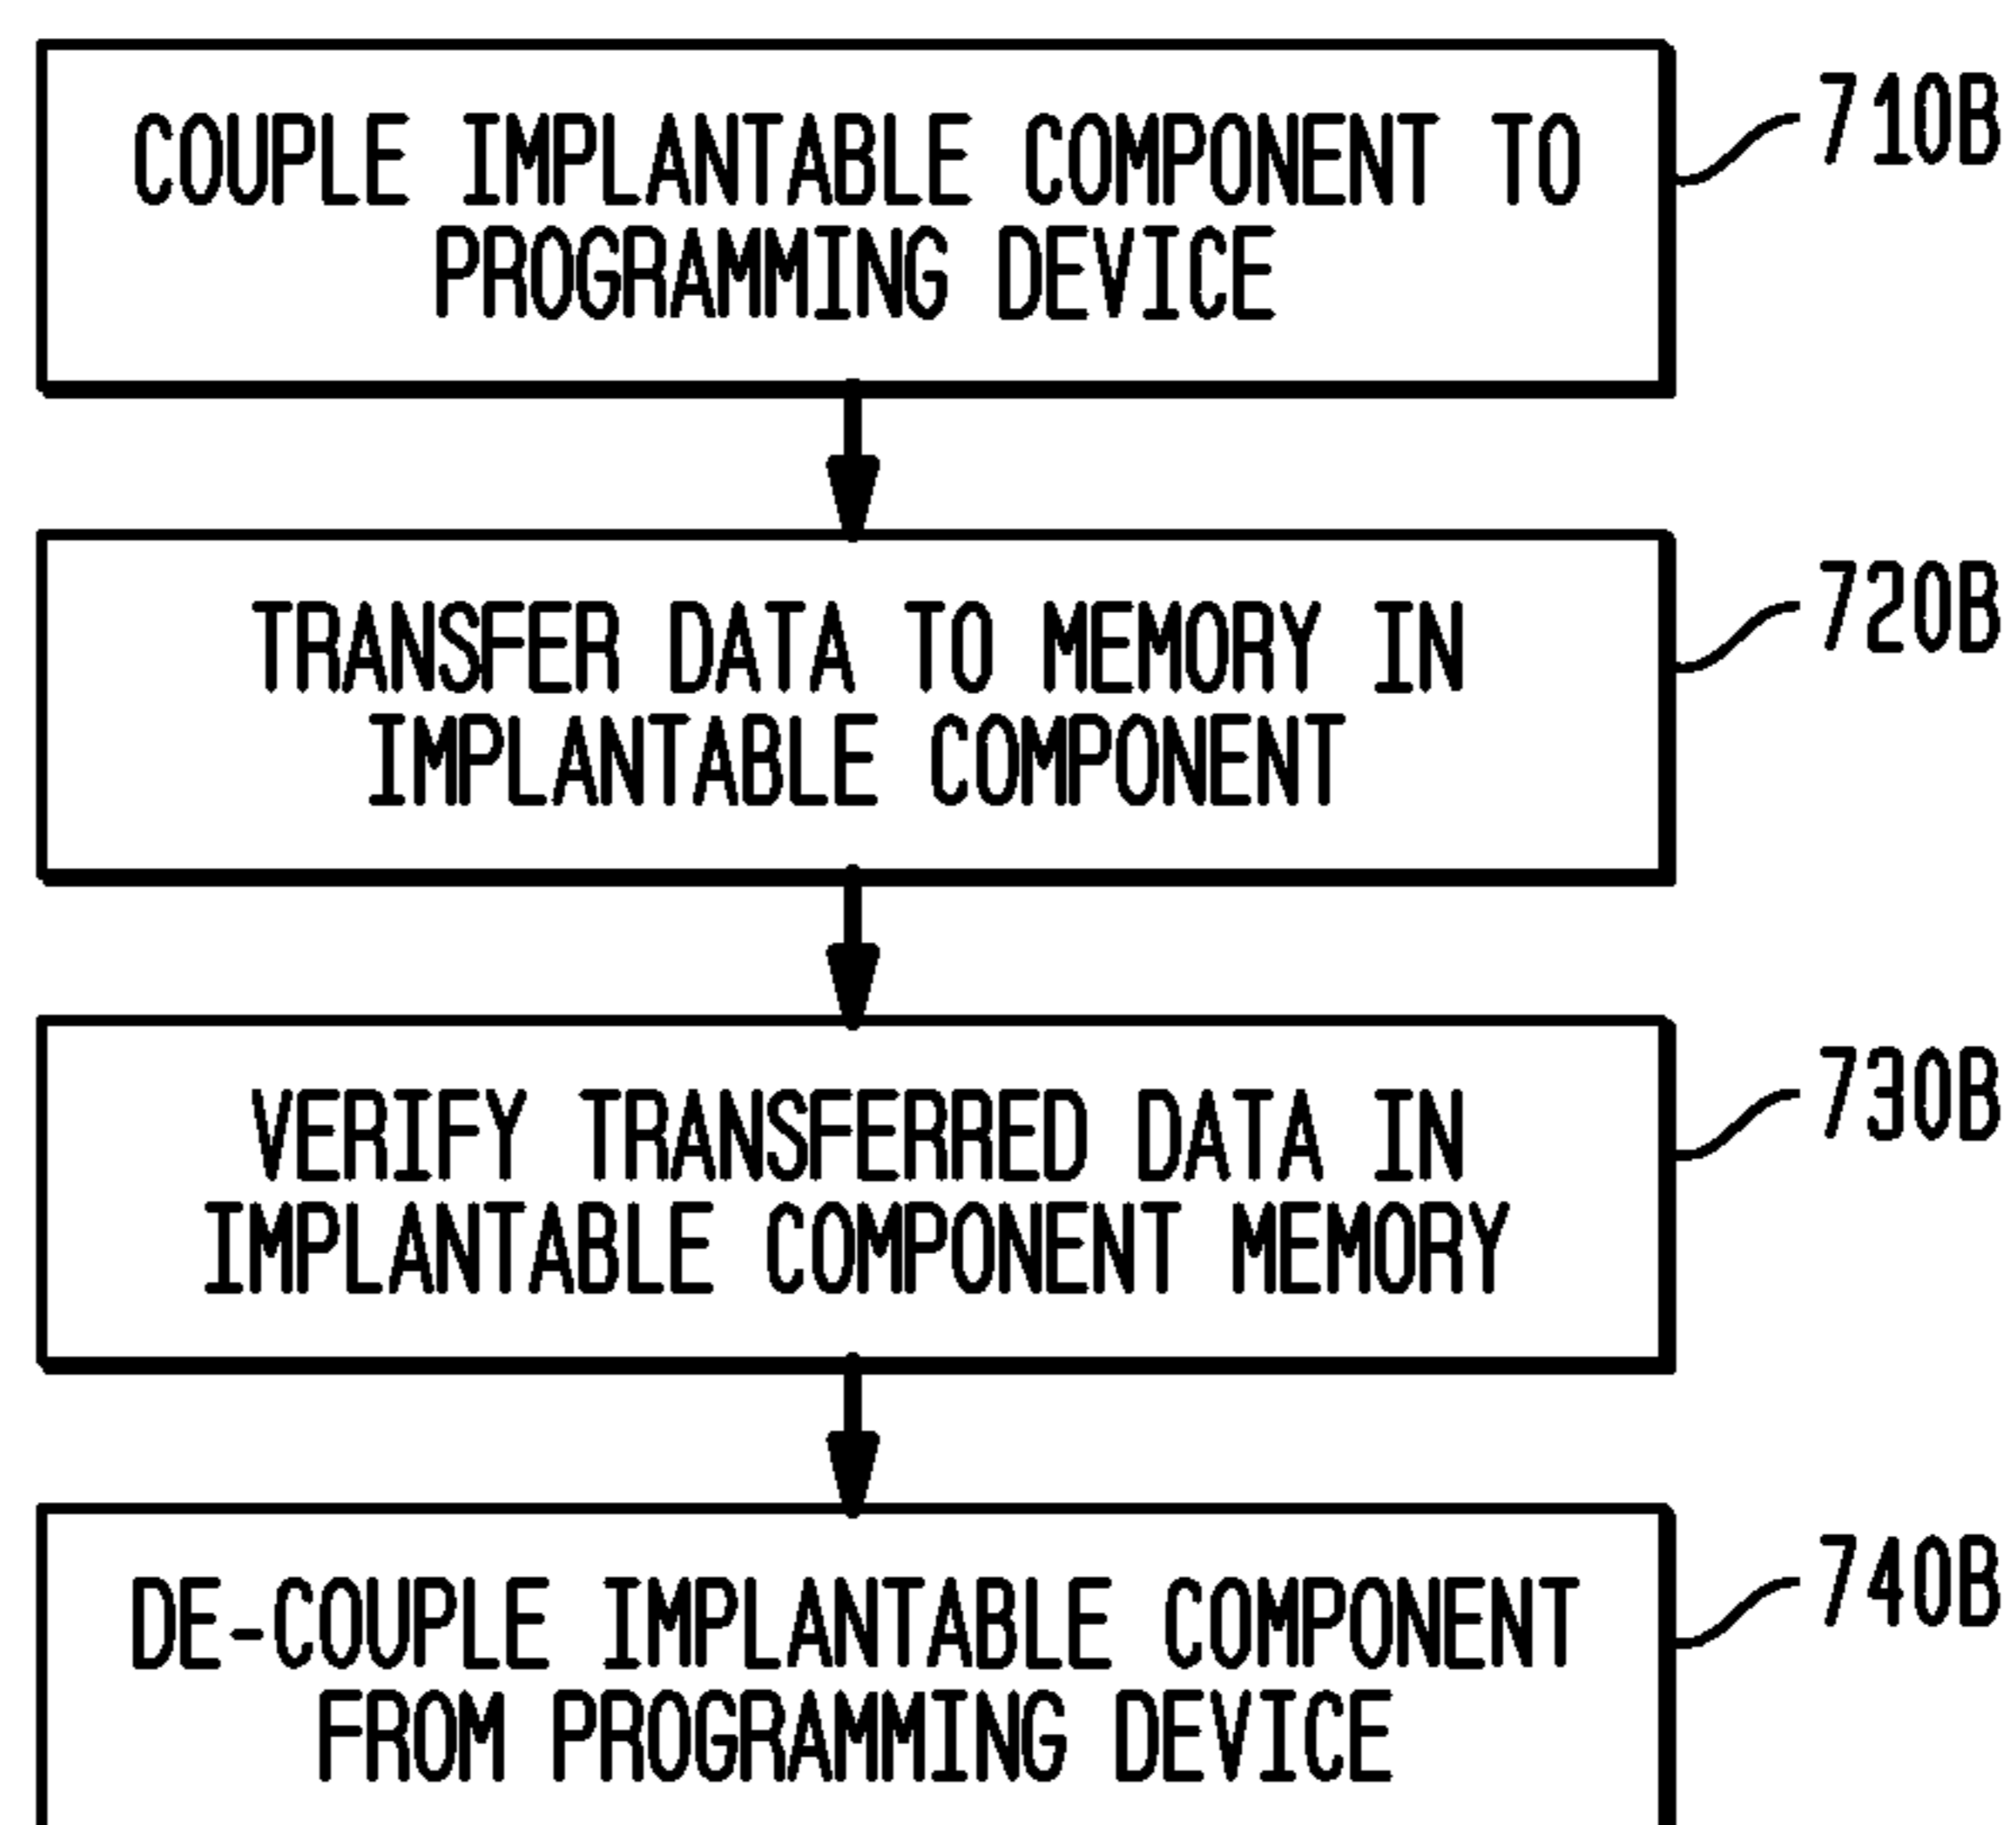 COUPLE IMPLANTABLE COMPONENT TO
PROGRAMMING DEVICE
710B
TRANSFER DATA TO MEMORY IN
IMPLANTABLE COMPONENT
720B
VERIFY TRANSFERRED DATA IN
IMPLANTABLE COMPONENT MEMORY
730B
DE-COUPLE IMPLANTABLE COMPONENT
FROM PROGRAMMING DEVICE
740B